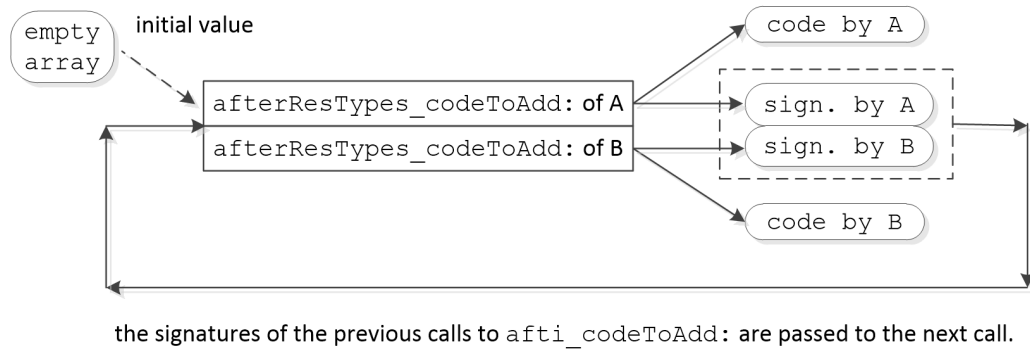 empty
array
initial value
code by A
afterResTypes_codeToAdd: of A
sign. by A
afterResTypes_codeToAdd: of B
sign. by B
code by B
the signatures of the previous calls to afti_codeToAdd: are passed to the next call.